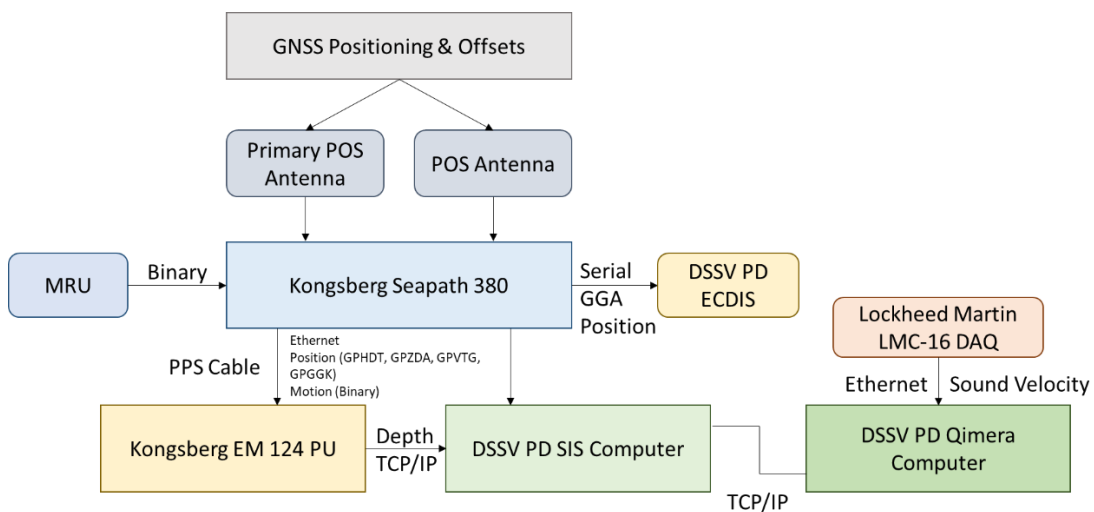 GNSS Positioning & Offsets
Primary POS
Antenna
POS Antenna
MRU
Binary
Kongsberg Seapath 380
Serial
GGA
Position
DSSV PD
ECDIS
Lockheed Martin
LMC-16 DAQ
PPS Cable
Ethernet
Position (GPHDT, GPZDA, GPVTG,
GPGGK)
Motion (Binary)
Ethernet
Sound Velocity
Kongsberg EM 124 PU
Depth
TCP/IP
DSSV PD SIS Computer
DSSV PD Qimera
Computer
TCP/IP